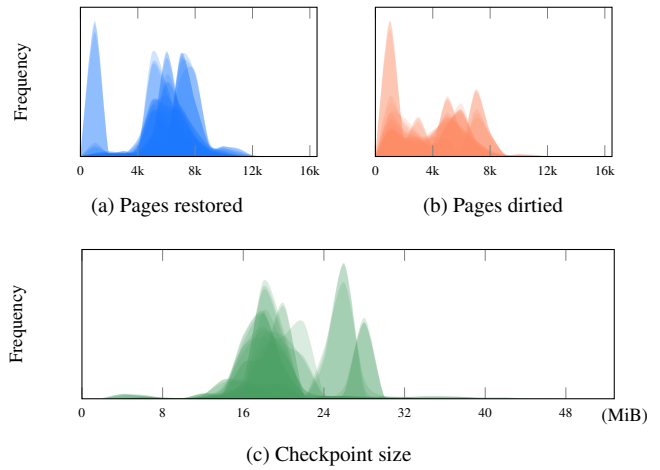 Frequency
0 4k 8k 12k 16k
0 4k 8k 12k 16k
(a) Pages restored
(b) Pages dirtied
Frequency
0 8 16 24 32 40 48 (MiB)
(c) Checkpoint size